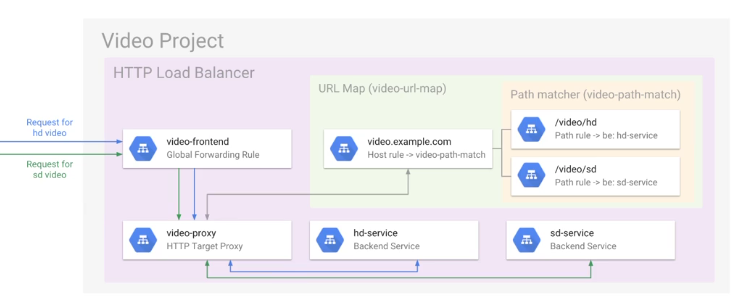 Video Project
HTTP Load Balancer
URL Map (video-url-map)
Path matcher (video-path-match)
Request for
hd video
Request for
sd video
video-frontend
Global Forwarding Rule
video.example.com
Host rule -> video-path-match
/video/hd
Path rule -> be: hd-service
/video/sd
Path rule -> be: sd-service
video-proxy
HTTP Target Proxy
hd-service
Backend Service
sd-service
Backend Service